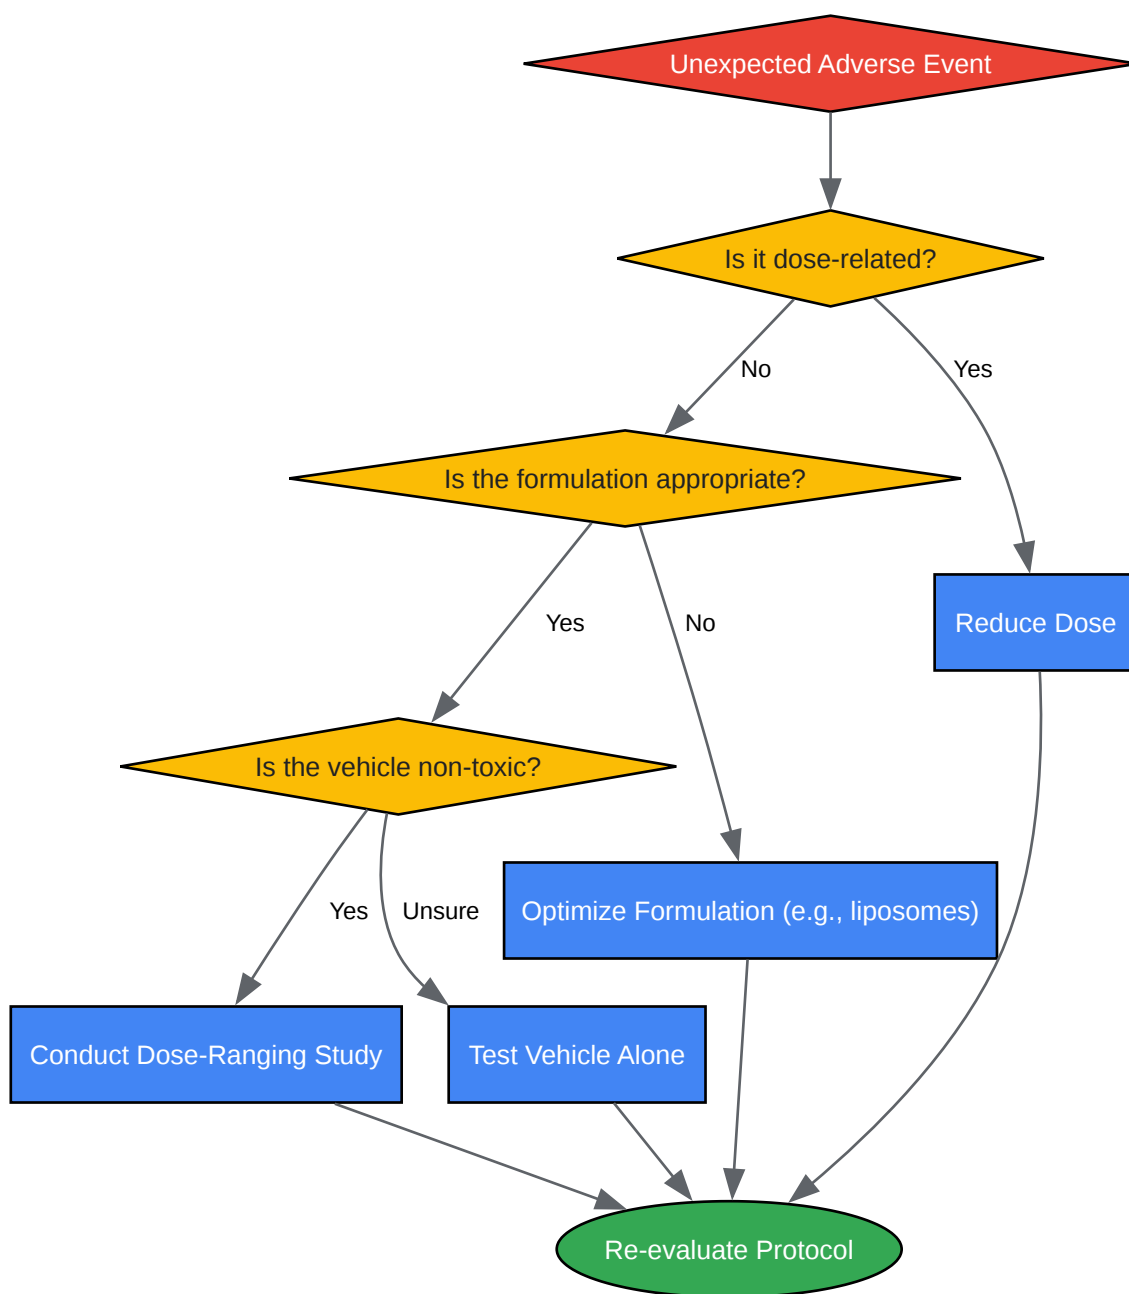 Unexpected Adverse Event
Is it dose-related?
No
Yes
Is the formulation appropriate?
Yes
No
Reduce Dose
Is the vehicle non-toxic?
Yes
Unsure
Optimize Formulation (e.g., liposomes)
Conduct Dose-Ranging Study
Test Vehicle Alone
Re-evaluate Protocol